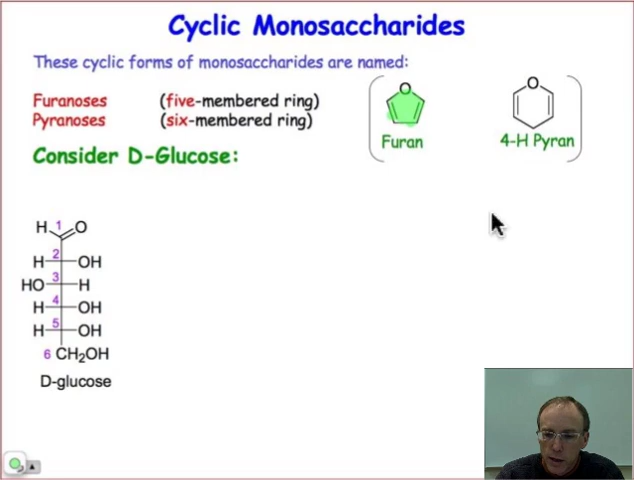 Cyclic Monosaccharides
These cyclic forms of monosaccharides are named:
Furanoses (five-membered ring)
Pyranoses (six-membered ring)
O
Furan
O
4-H Pyran
Consider D-Glucose:
H 1 O
2
H OH
3
HO H
4
H OH
5
H OH
6 CH2OH
D-glucose